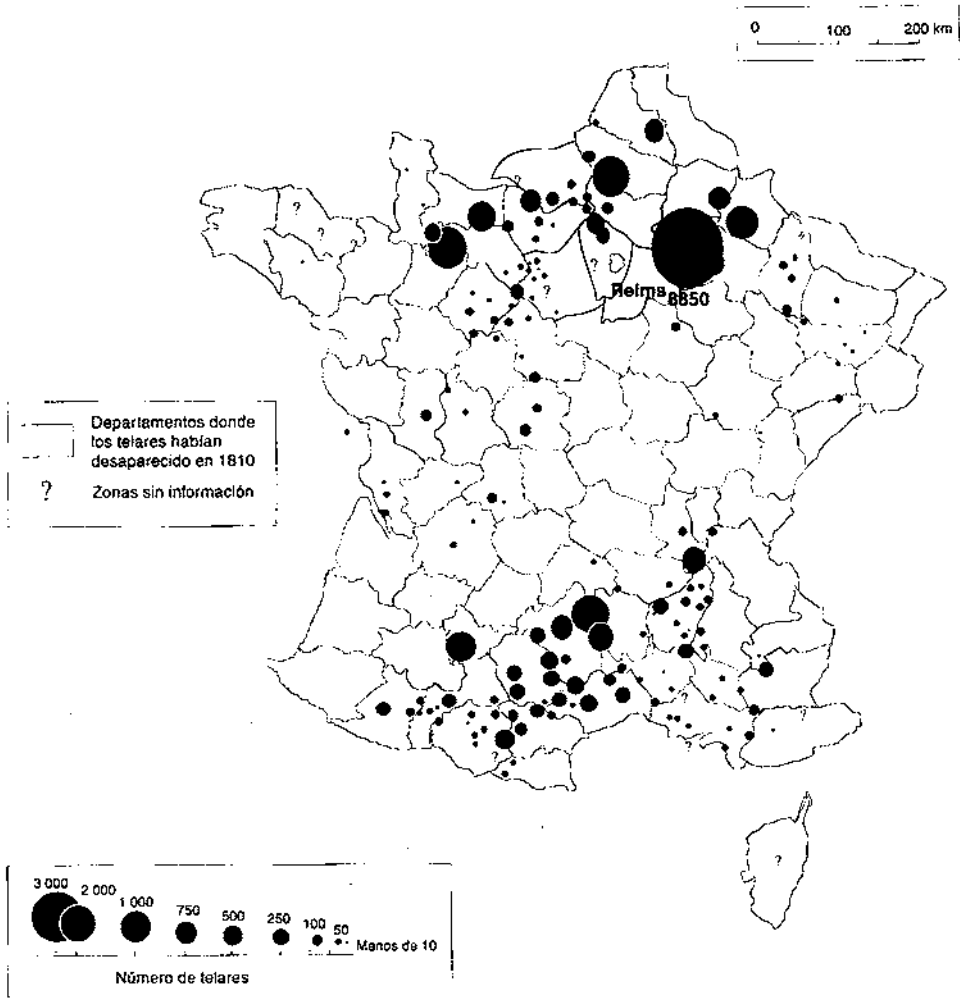 0 100 200 km
?
?
?
?
?
?
Reims 8850
Departamentos donde
los telares habían
desaparecido en 1810
? Zonas sin información
?
?
?
?
?
?
3 000 2 000 1 000 750 500 250 100 50
Menos de 10
Número de telares